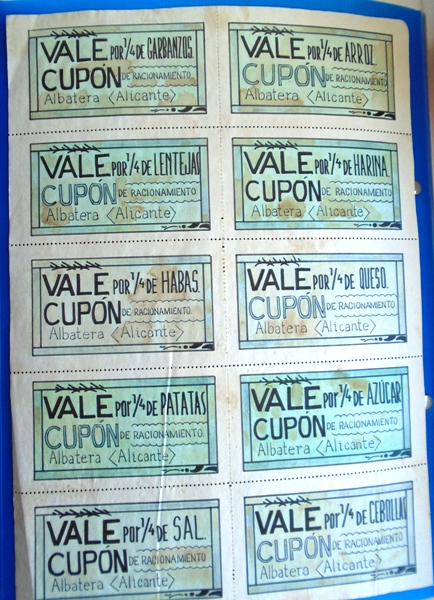 VALE POR 1/4 DE GARBANZOS.
CUPÓN DE RACIONAMIENTO.
Albatera <Alicante>
VALE POR 1/4 DE ARROZ.
CUPÓN DE RACIONAMIENTO.
Albatera <Alicante>
VALE POR 1/4 DE LENTEJAS
CUPÓN DE RACIONAMIENTO
Albatera <Alicante>
VALE POR 1/4 DE HARINA.
CUPÓN DE RACIONAMIENTO
Albatera <Alicante>
VALE POR 1/4 DE HABAS.
CUPÓN DE RACIONAMIENTO.
Albatera <Alicante>
VALE POR 1/4 DE QUESO.
CUPÓN DE RACIONAMIENTO.
Albatera <Alicante>
VALE POR 1/4 DE PATATAS
CUPÓN DE RACIONAMIENTO.
Albatera <Alicante>
VALE POR 1/4 DE AZÚCAR
CUPÓN DE RACIONAMIENTO.
Albatera <Alicante>
VALE POR 1/4 DE SAL.
CUPÓN DE RACIONAMIENTO
Albatera <Alicante>
VALE POR 1/4 DE CEBOLLAS
CUPÓN DE RACIONAMIENTO.
Albatera <Alicante>